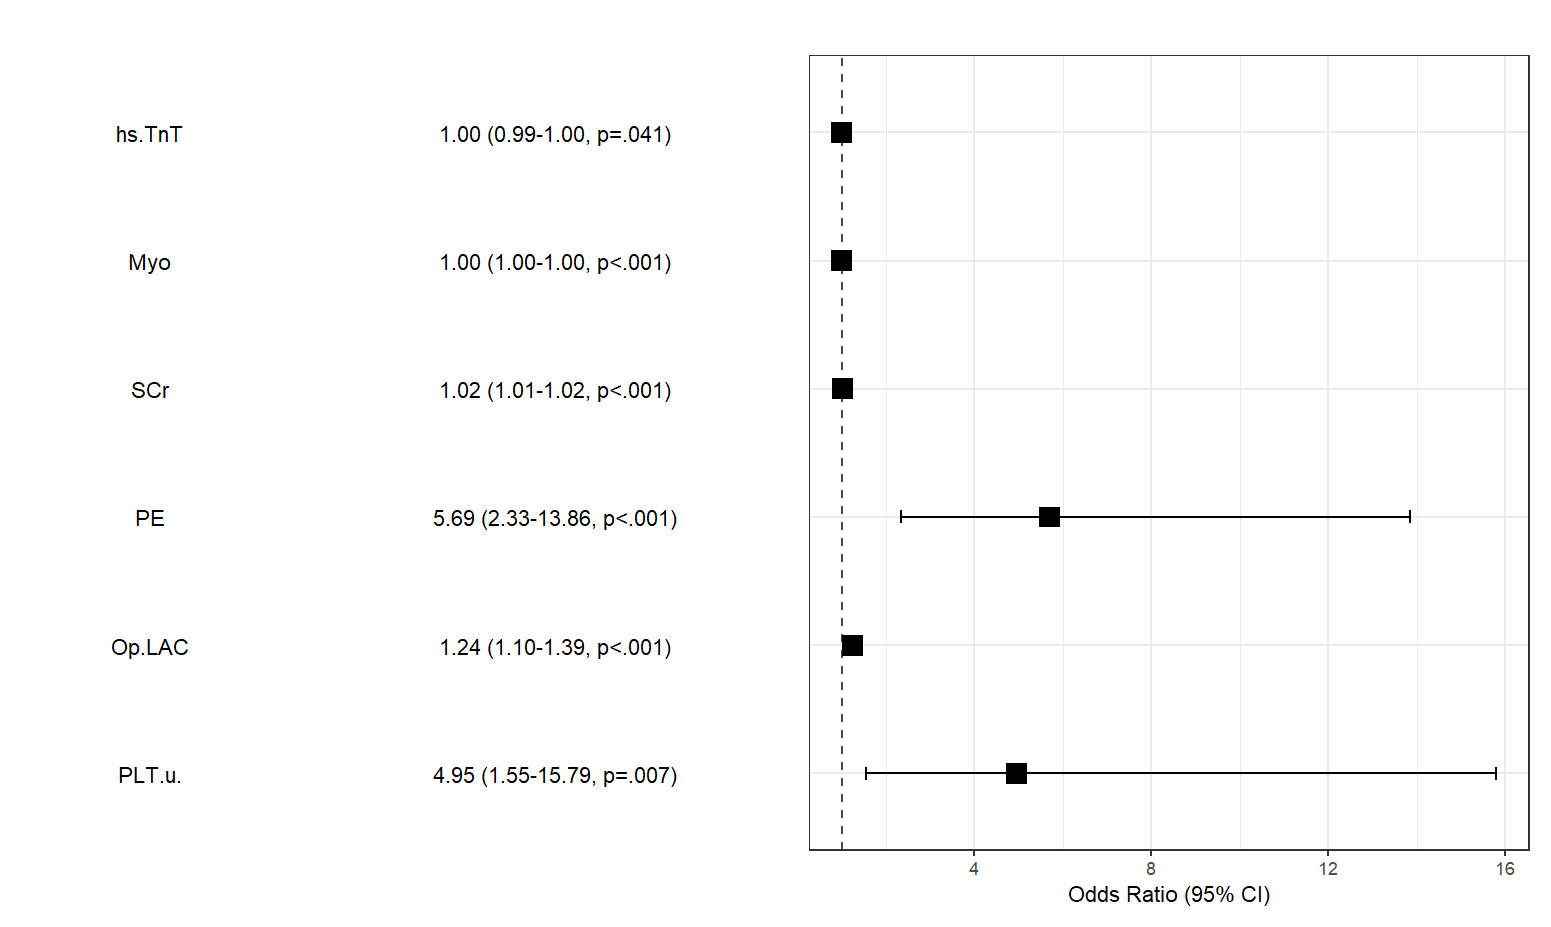 hs.TnT 1.00 (0.99-1.00, p=.041)
Myo 1.00 (1.00-1.00, p<.001)
SCr 1.02 (1.01-1.02, p<.001)
PE 5.69 (2.33-13.86, p<.001)
Op.LAC 1.24 (1.10-1.39, p<.001)
PLT.u. 4.95 (1.55-15.79, p=.007)
4 8 12 16
Odds Ratio (95% CI)